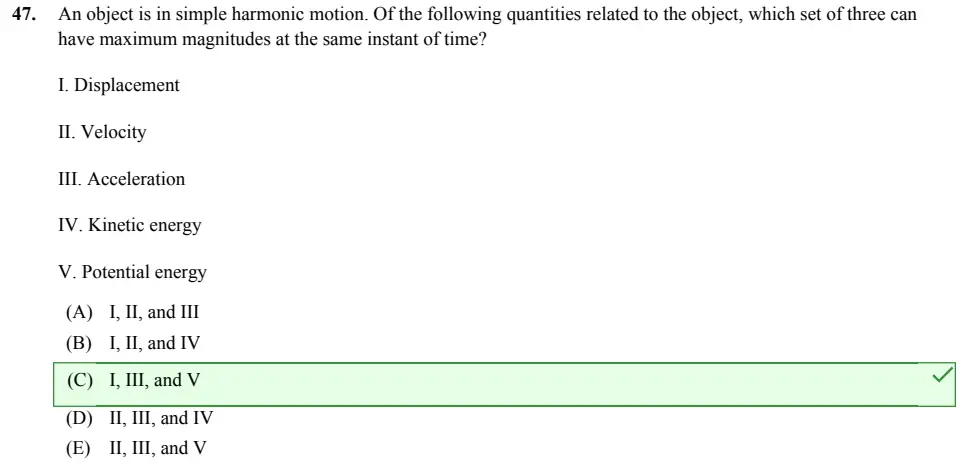 47. An object is in simple harmonic motion. Of the following quantities related to the object, which set of three can
have maximum magnitudes at the same instant of time?
I. Displacement
II. Velocity
III. Acceleration
IV. Kinetic energy
V. Potential energy
(A) I, II, and III
(B) I, II, and IV
(C) I, III, and V
(D) II, III, and IV
(E) II, III, and V